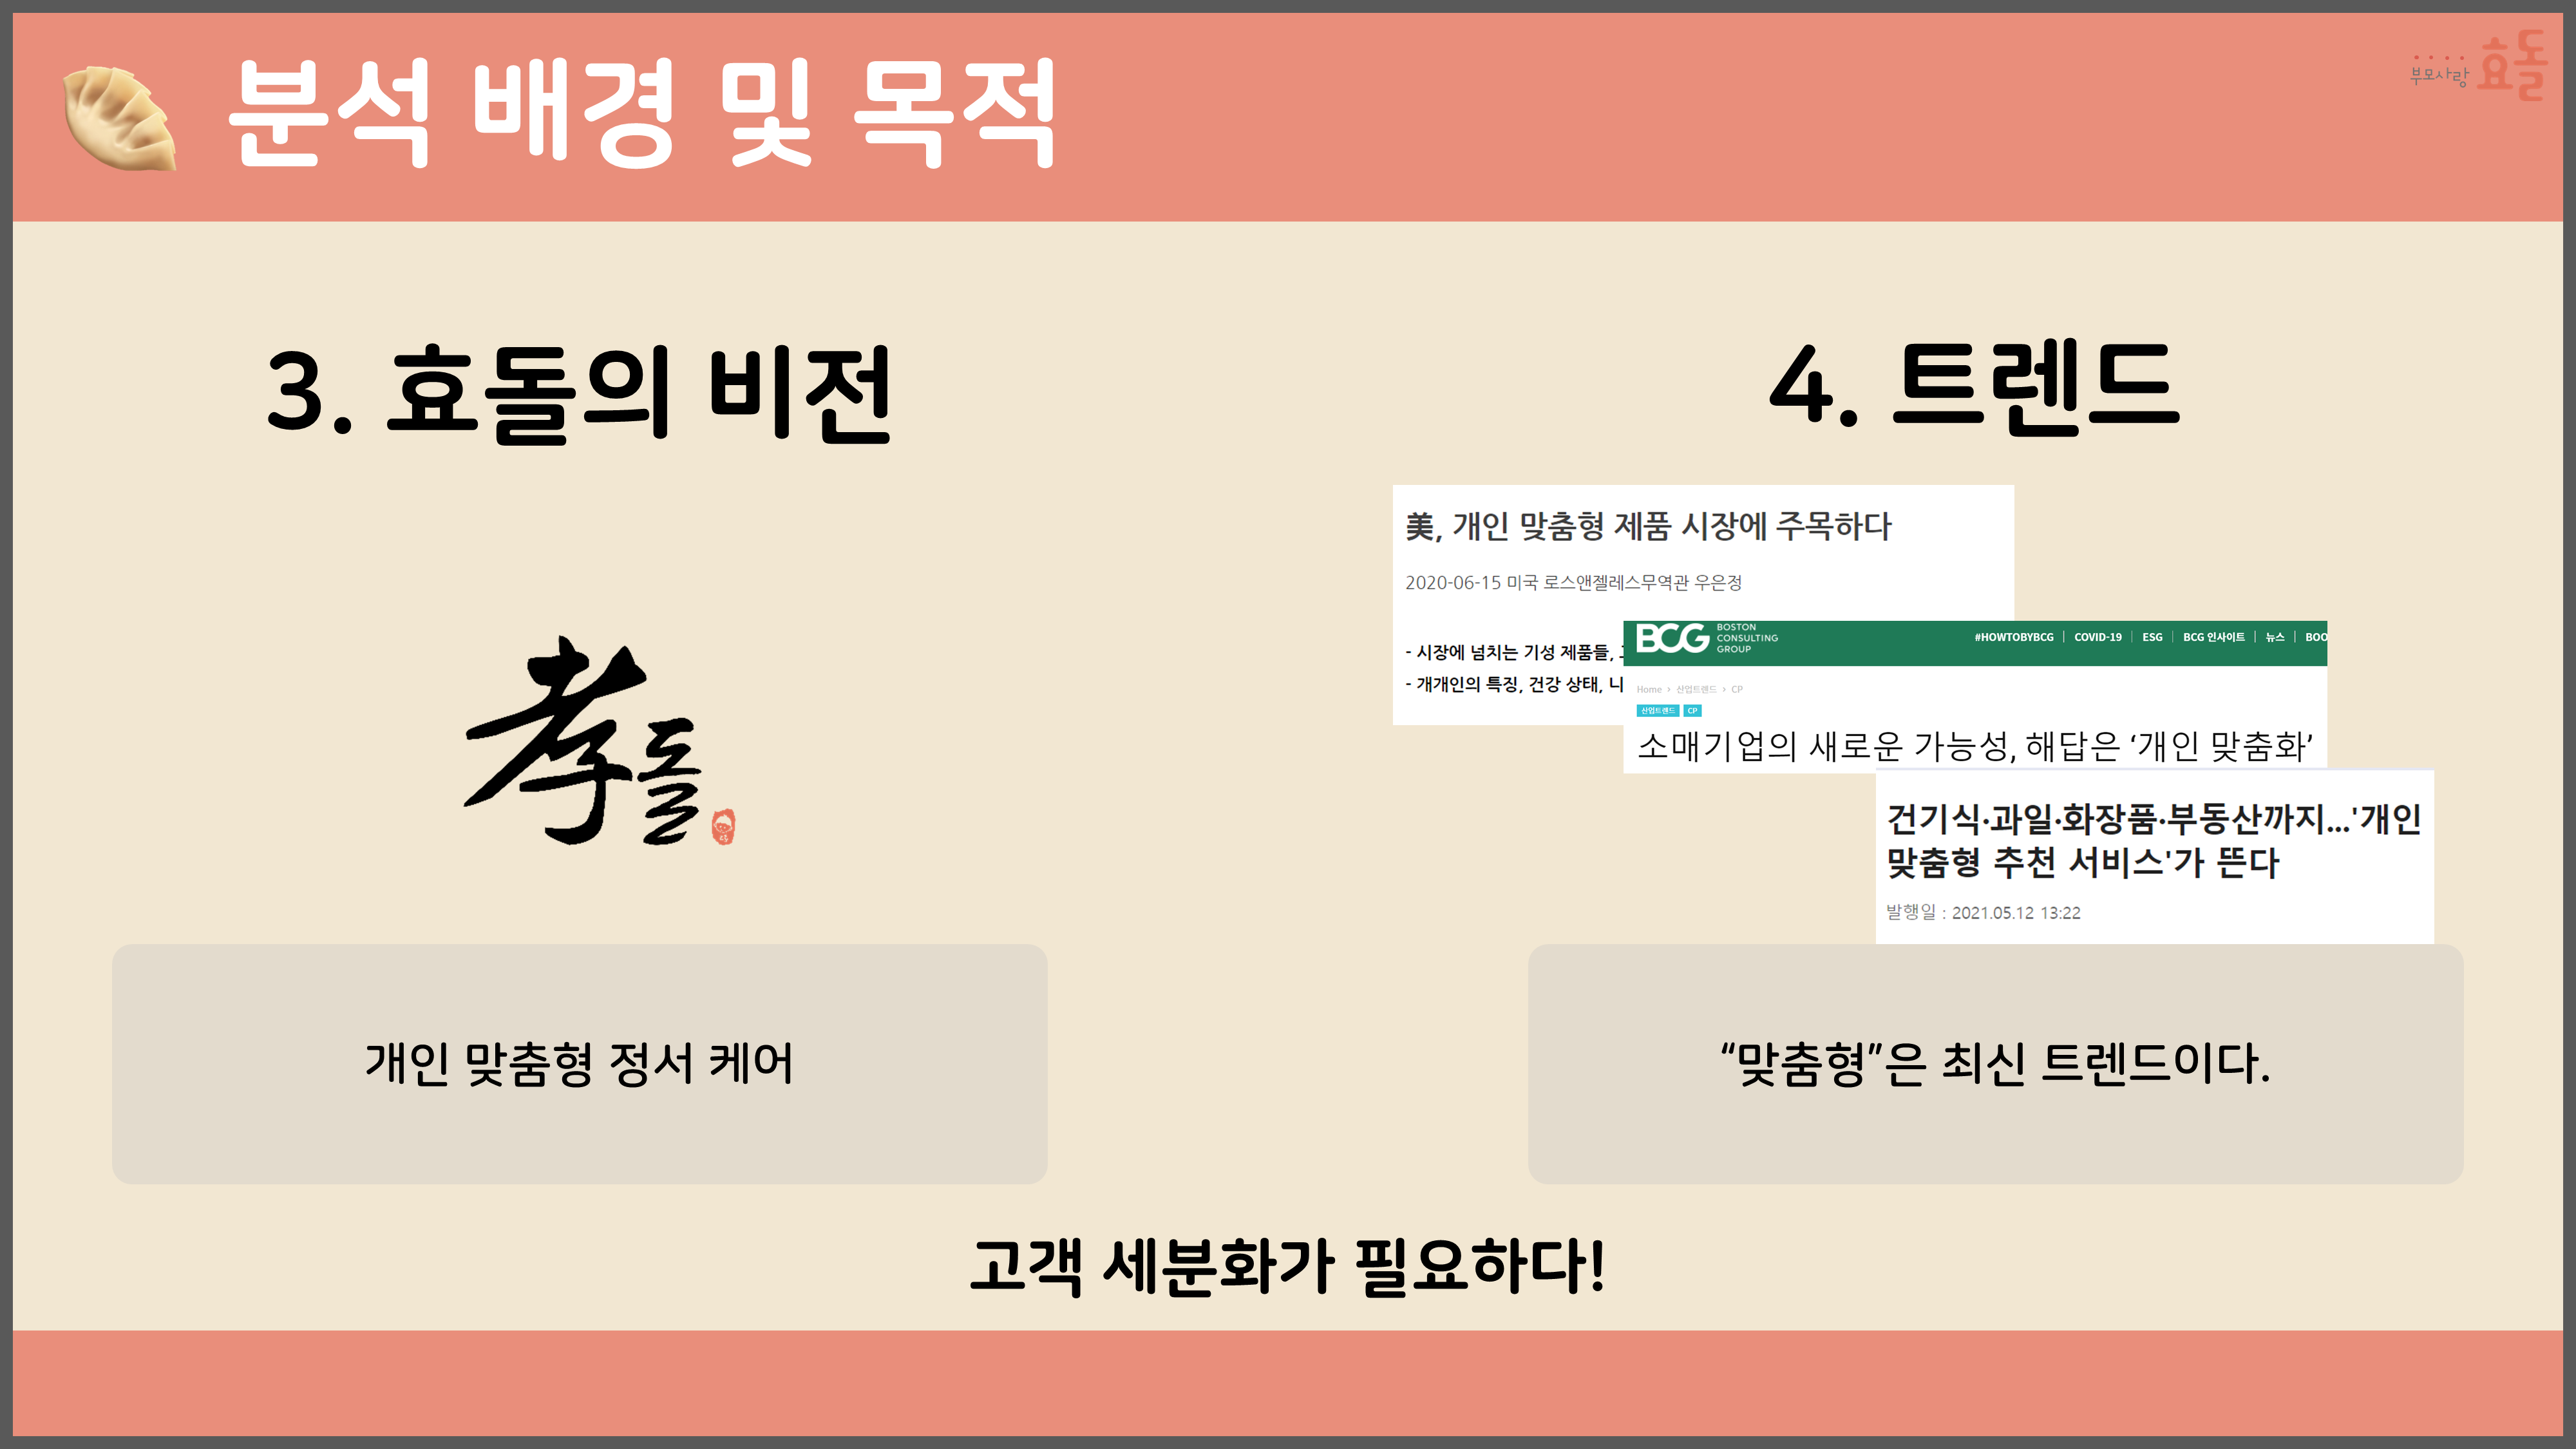 분석 배경 및 목적
부모사랑 효돌
3. 효돌의 비전
孝돌
개인 맞춤형 정서 케어
4. 트렌드
美, 개인 맞춤형 제품 시장에 주목하다
2020-06-15 미국 로스앤젤레스무역관 우은정
- 시장에 넘치는 기성 제품들,
- 개개인의 특징, 건강 상태, 니
BCG BOSTON CONSULTING GROUP
#HOWTOBYBCG | COVID-19 | ESG | BCG 인사이트 | 뉴스 | BOO
Home > 산업트렌드 > CP
산업트렌드 CP
소매기업의 새로운 가능성, 해답은 ‘개인 맞춤화’
건기식·과일·화장품·부동산까지...'개인
맞춤형 추천 서비스'가 뜬다
발행일 : 2021.05.12 13:22
“맞춤형”은 최신 트렌드이다.
고객 세분화가 필요하다!